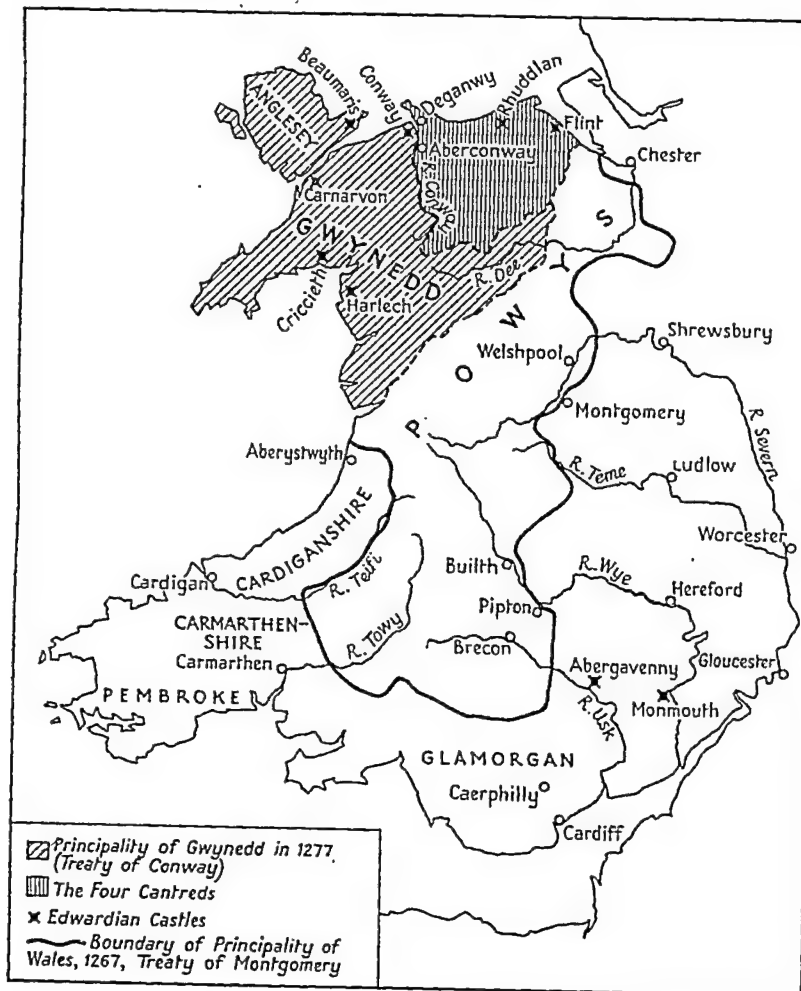 Beaumaris
Conway
Deganwy
Rhuddlan
Flint
ANGLESEY
Aberconway
Chester
R. Conway
Carnarvon
GWYNEDD
Criccieth
Harlech
R. Dee
POWYS
Shrewsbury
Welshpool
Montgomery
R. Severn
Aberystwyth
R. Teme
Ludlow
CARDIGANSHIRE
Worcester
Cardigan
R. Teifi
Builth
R. Wye
Hereford
CARMARTHEN-
SHIRE
Pipton
R. Towy
Brecon
Carmarthen
Abergavenny
Gloucester
PEMBROKE
Monmouth
R. Usk
GLAMORGAN
Caerphilly
Cardiff
Principality of Gwynedd in 1277
(Treaty of Conway)
The Four Cantreds
Edwardian Castles
Boundary of Principality of
Wales, 1267, Treaty of Montgomery